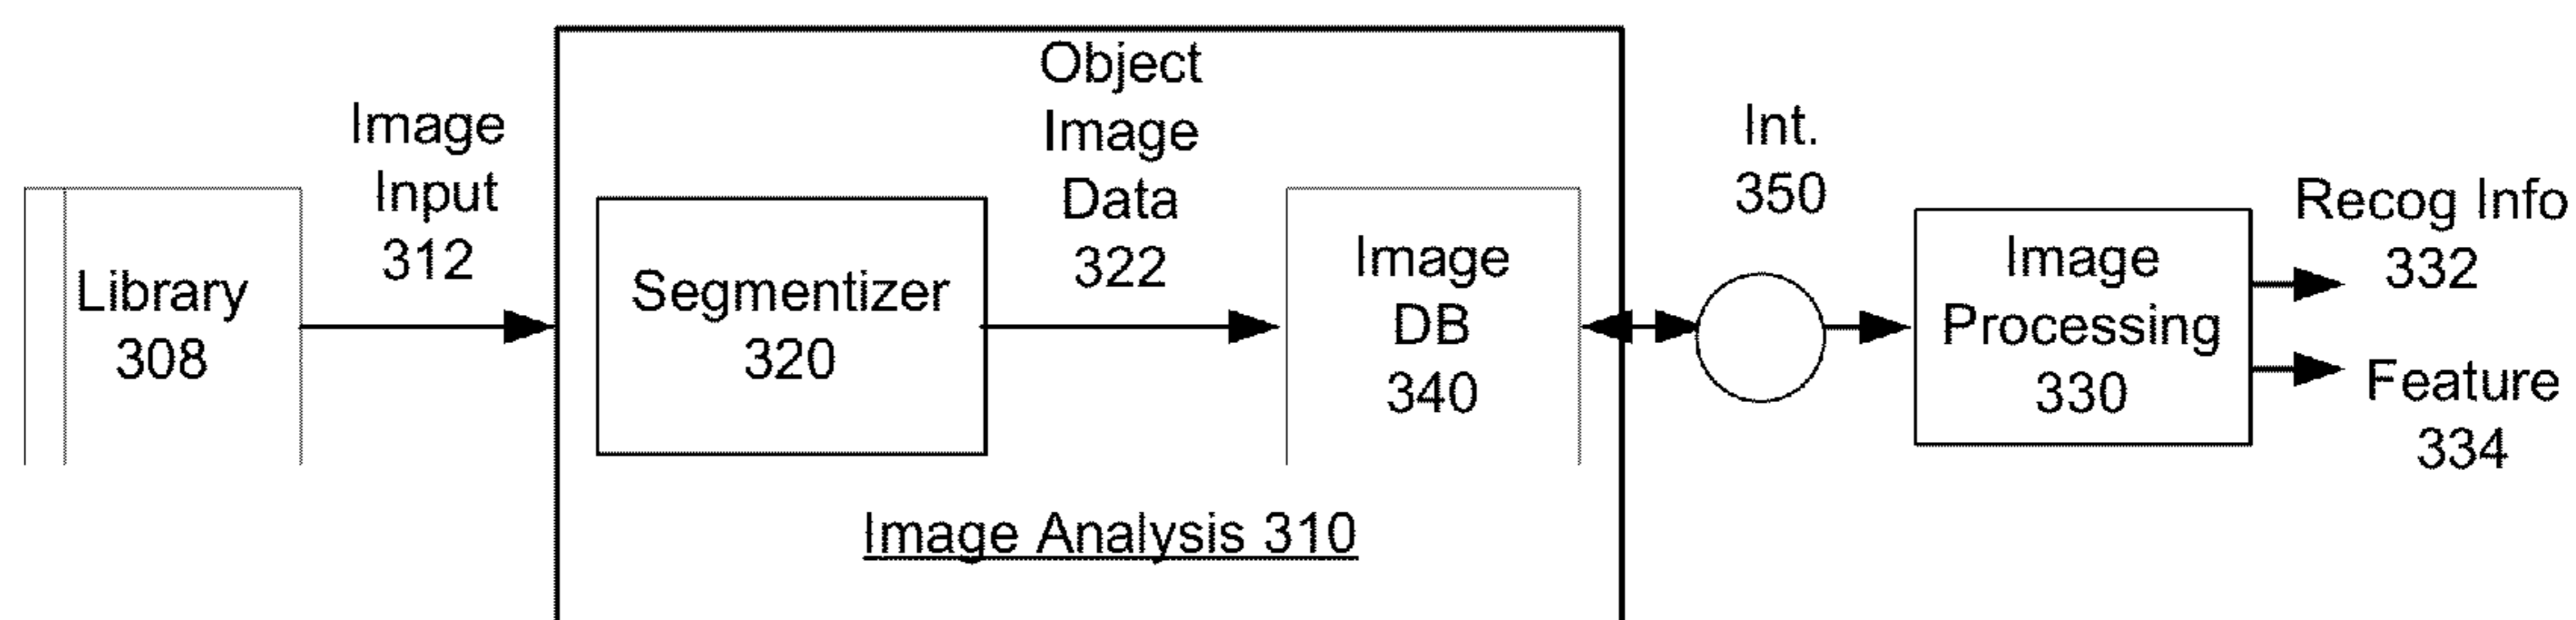 Library
308
Image
Input
312
Segmentizer
320
Object
Image
Data
322
Image
DB
340
Image Analysis 310
Int.
350
Image
Processing
330
Recog Info
332
Feature
334